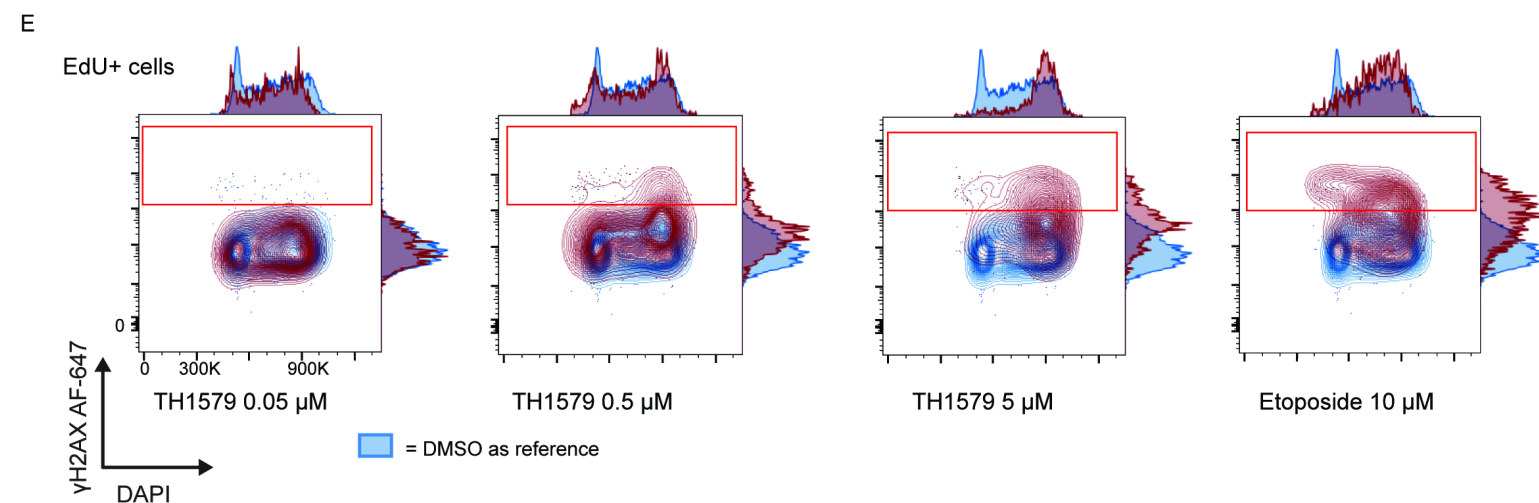 E
EdU+ cells
0
0 300K 900K
γH2AX AF-647
DAPI
TH1579 0.05 μM
TH1579 0.5 μM
TH1579 5 μM
Etoposide 10 μM
= DMSO as reference